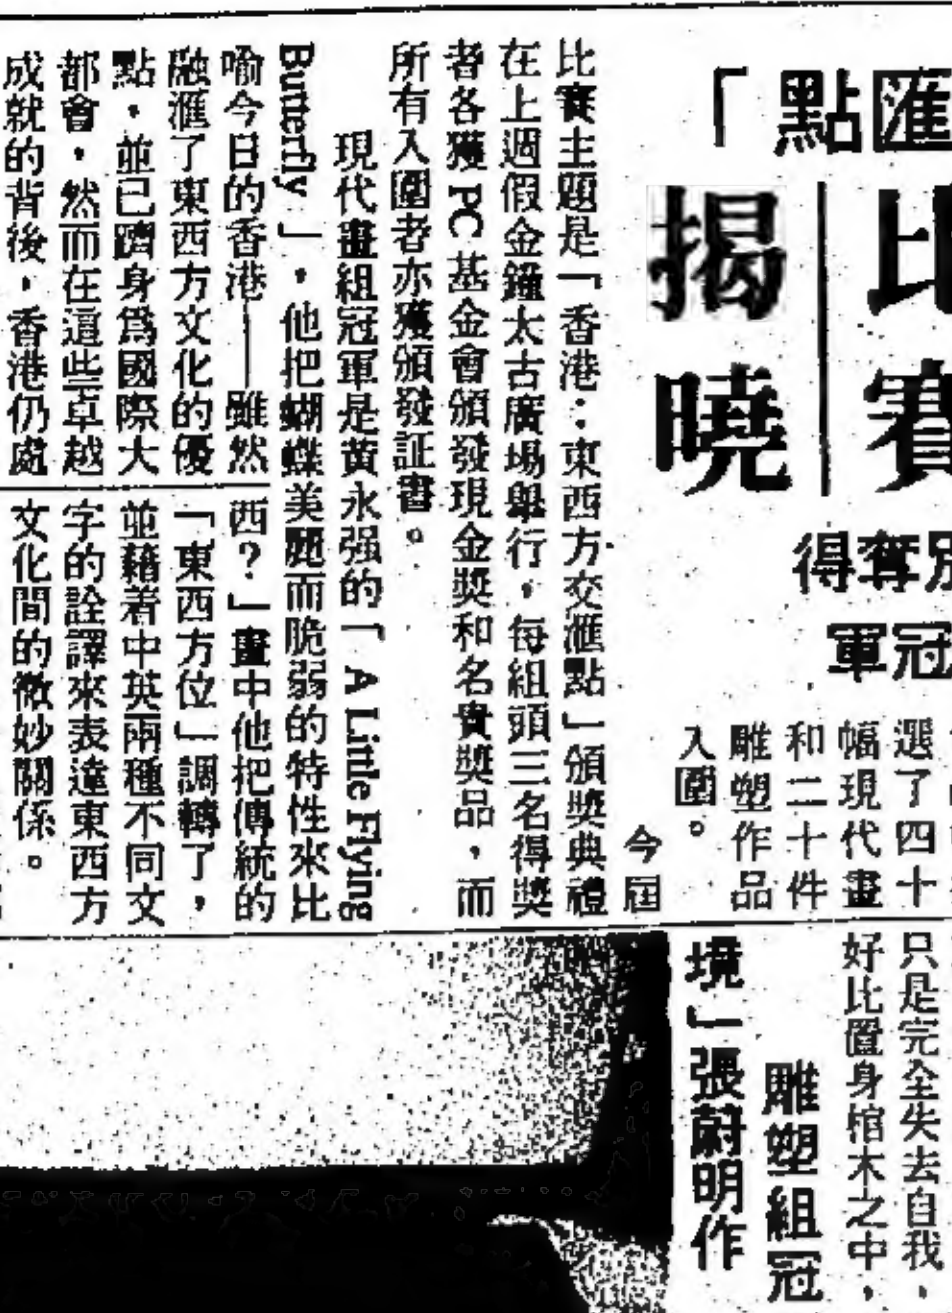 「點匯
比賽
揭曉
得奪別
軍冠
選了四十
幅現代畫
和二十件
雕塑作品
入圍。
今屆
比賽主題是「香港：東西方交滙點」頒獎典禮
在上週假金鐘太古廣場舉行，每組頭三名得獎
者各獲PC基金會頒發現金獎和名貴獎品，而
所有入圍者亦獲頒發証書。
現代畫組冠軍是黃永强的「A Little Flying
Butterfly」，他把蝴蝶美麗而脆弱的特性來比
喻今日的香港——雖然
融滙了東西方文化的優
點，並已躋身爲國際大
都會，然而在這些卓越
成就的背後，香港仍處
西？」畫中他把傳統的
「東西方位」調轉了，
並藉着中英兩種不同文
字的詮譯來表達東西方
文化間的微妙關係。
只是完全失去自我，
好比置身棺木之中，
雕塑組冠
境」張蔚明作